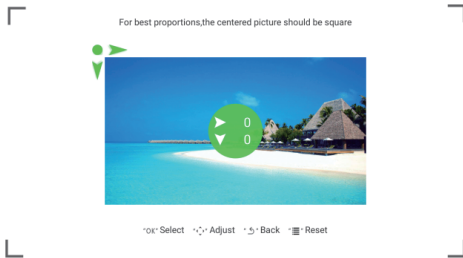 For best proportions,the centered picture should be square
0
0
"OK" Select " " Adjust " " Back " " Reset